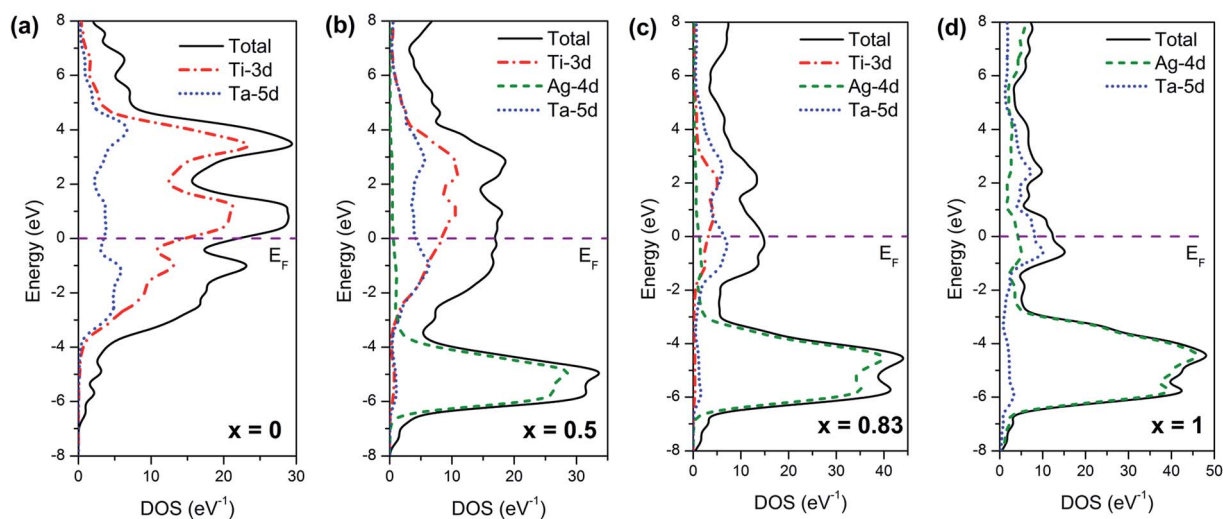 (a)
Total
Ti-3d
Ta-5d
E_F
x = 0
Energy (eV)
8
6
4
2
0
-2
-4
-6
-8
0 10 20 30
DOS (eV⁻¹)
(b)
Total
Ti-3d
Ag-4d
Ta-5d
E_F
x = 0.5
Energy (eV)
8
6
4
2
0
-2
-4
-6
-8
0 10 20 30
DOS (eV⁻¹)
(c)
Total
Ti-3d
Ag-4d
Ta-5d
E_F
x = 0.83
Energy (eV)
8
6
4
2
0
-2
-4
-6
-8
0 10 20 30 40
DOS (eV⁻¹)
(d)
Total
Ag-4d
Ta-5d
E_F
x = 1
Energy (eV)
8
6
4
2
0
-2
-4
-6
-8
0 10 20 30 40 50
DOS (eV⁻¹)